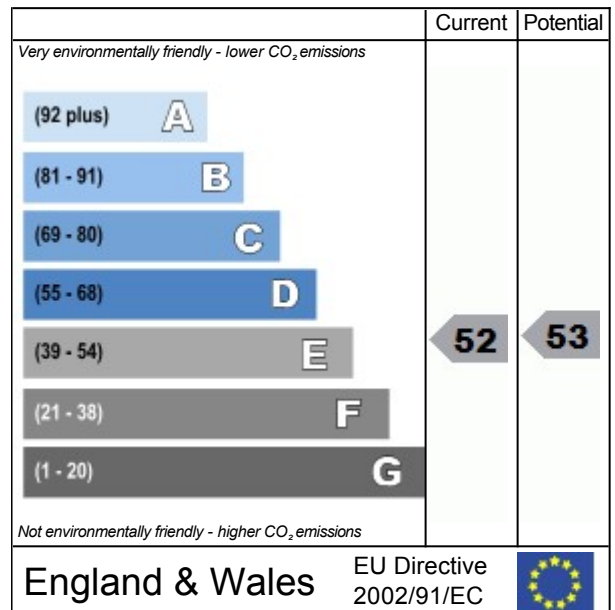 Current Potential
Very environmentally friendly - lower CO₂ emissions
(92 plus) A
(81 - 91) B
(69 - 80) C
(55 - 68) D
(39 - 54) E 52 53
(21 - 38) F
(1 - 20) G
Not environmentally friendly - higher CO₂ emissions
England & Wales EU Directive
2002/91/EC